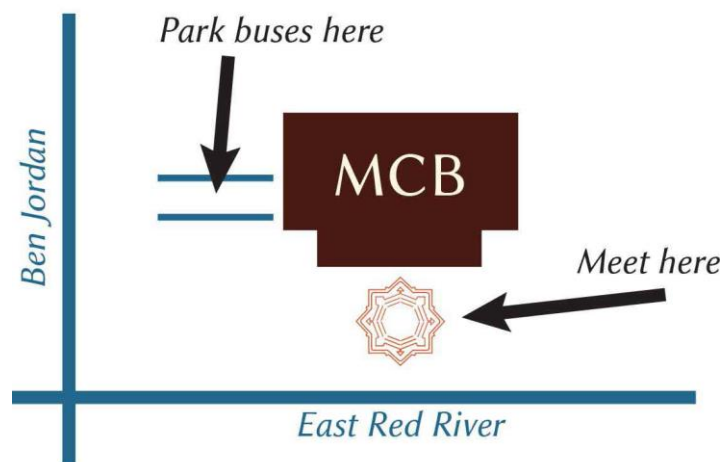 Park buses here
MCB
Ben Jordan
Meet here
East Red River